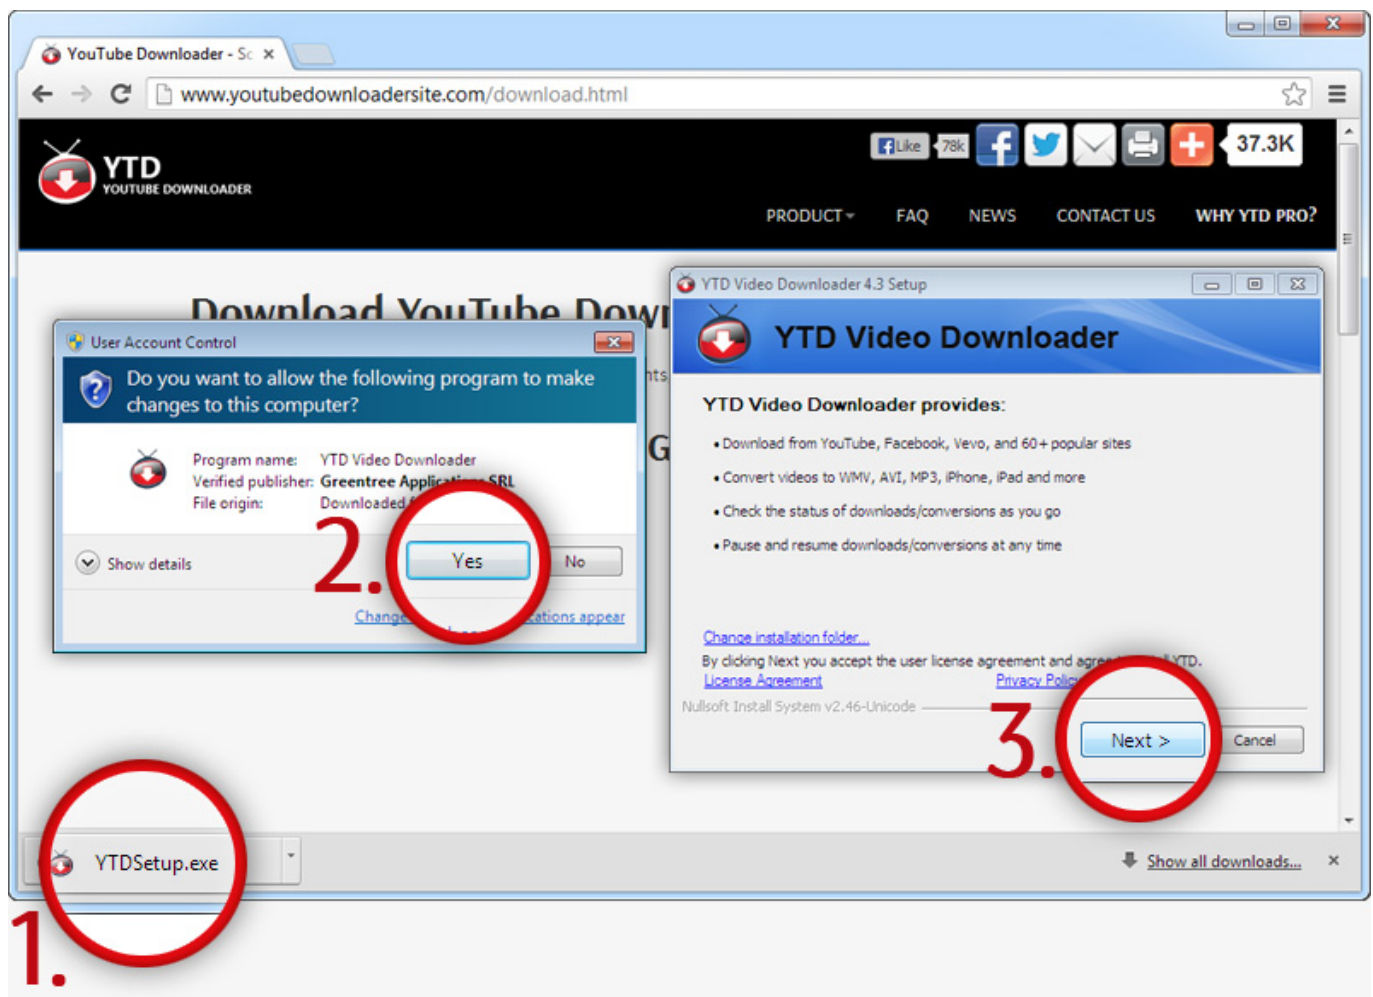 YouTube Downloader - Sc
www.youtubedownloadersite.com/download.html
YTD
YOUTUBE DOWNLOADER
Like 78k
37.3K
PRODUCT FAQ NEWS CONTACT US WHY YTD PRO?
Download YouTube Dow
User Account Control
Do you want to allow the following program to make
changes to this computer?
Program name: YTD Video Downloader
Verified publisher: Greentree Applications SRL
File origin: Downloaded
2.
Yes
No
Show details
Change
appear
YTD Video Downloader 4.3 Setup
YTD Video Downloader
YTD Video Downloader provides:
• Download from YouTube, Facebook, Vevo, and 60+ popular sites
• Convert videos to WMV, AVI, MP3, iPhone, iPad and more
• Check the status of downloads/conversions as you go
• Pause and resume downloads/conversions at any time
Change installation folder...
By clicking Next you accept the user license agreement and YTD.
License Agreement
Privacy Policy
Nullsoft Install System v2.46-Unicode
3.
Next >
Cancel
YTDSetup.exe
Show all downloads...
1.